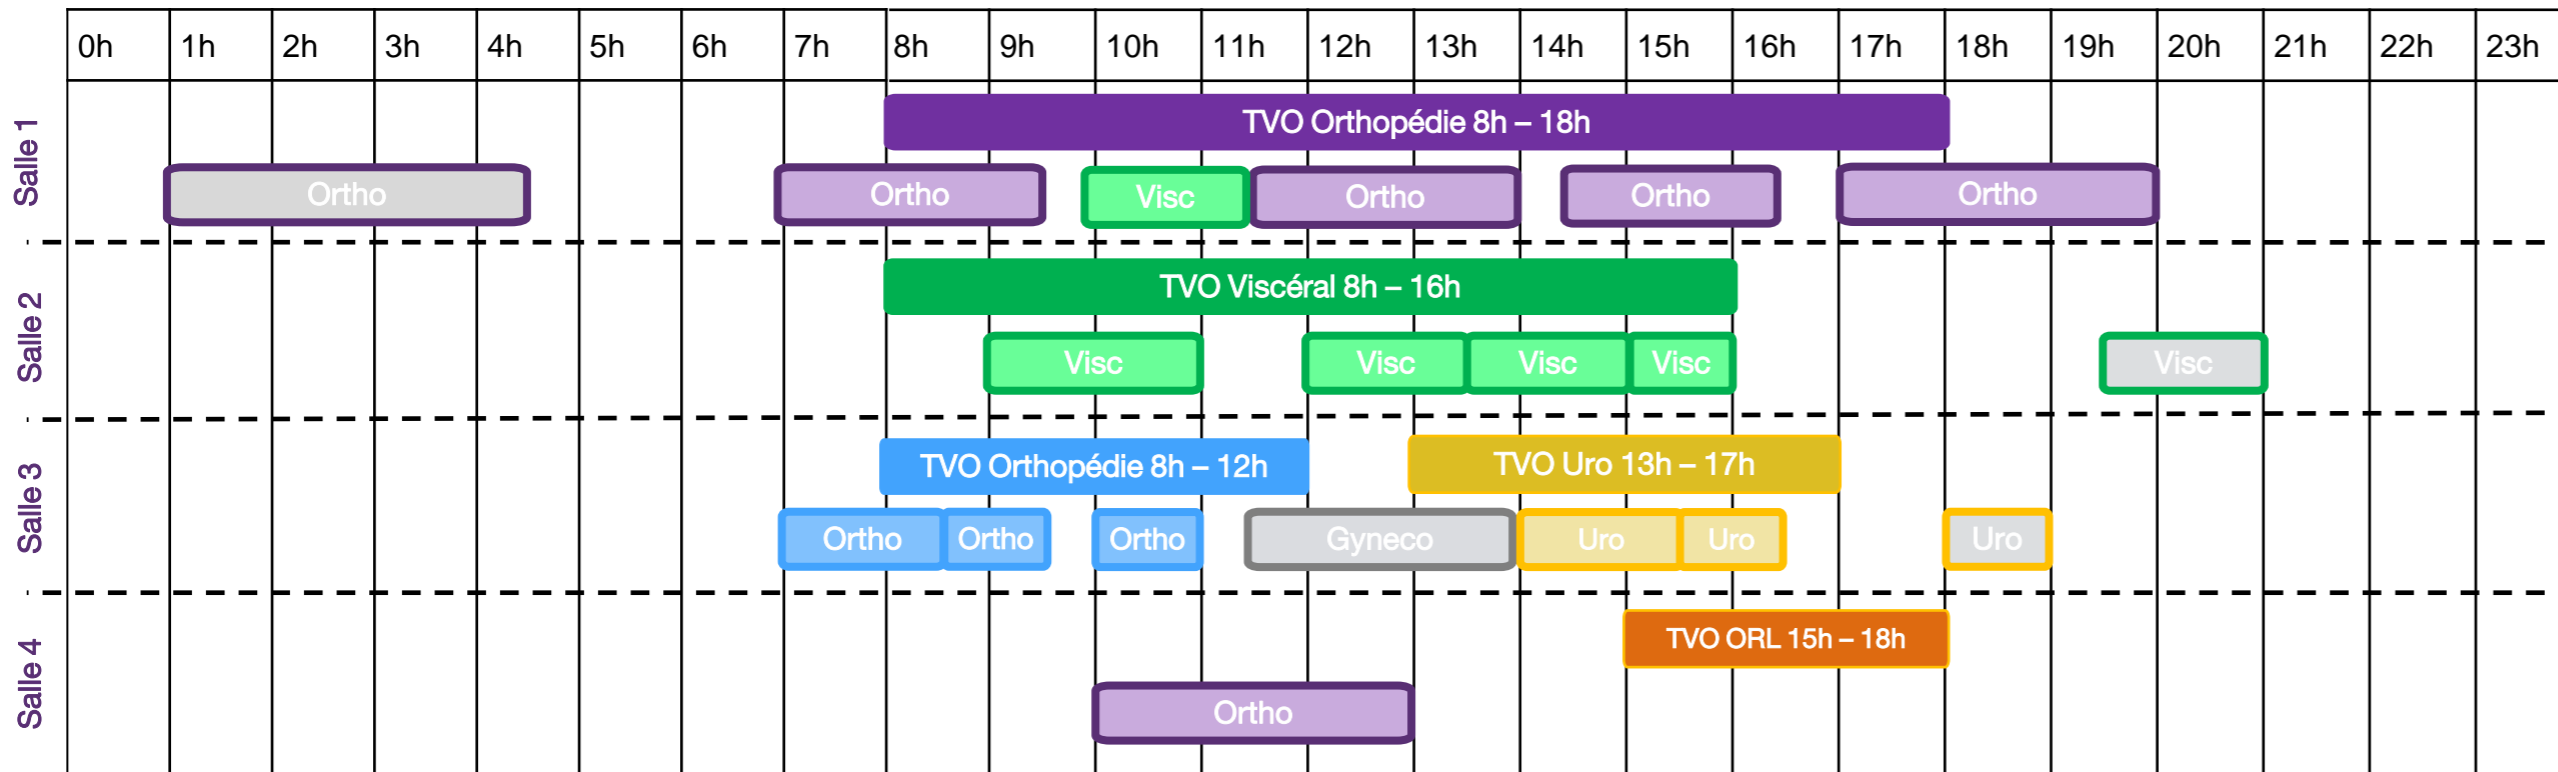 0h 1h 2h 3h 4h 5h 6h 7h 8h 9h 10h 11h 12h 13h 14h 15h 16h 17h 18h 19h 20h 21h 22h 23h
Salle 1
TVO Orthopédie 8h – 18h
Ortho Ortho Visc Ortho Ortho Ortho
Salle 2
TVO Viscéral 8h – 16h
Visc Visc Visc Visc Visc
Salle 3
TVO Orthopédie 8h – 12h TVO Uro 13h – 17h
Ortho Ortho Ortho Gyneco Uro Uro Uro
Salle 4
TVO ORL 15h – 18h
Ortho